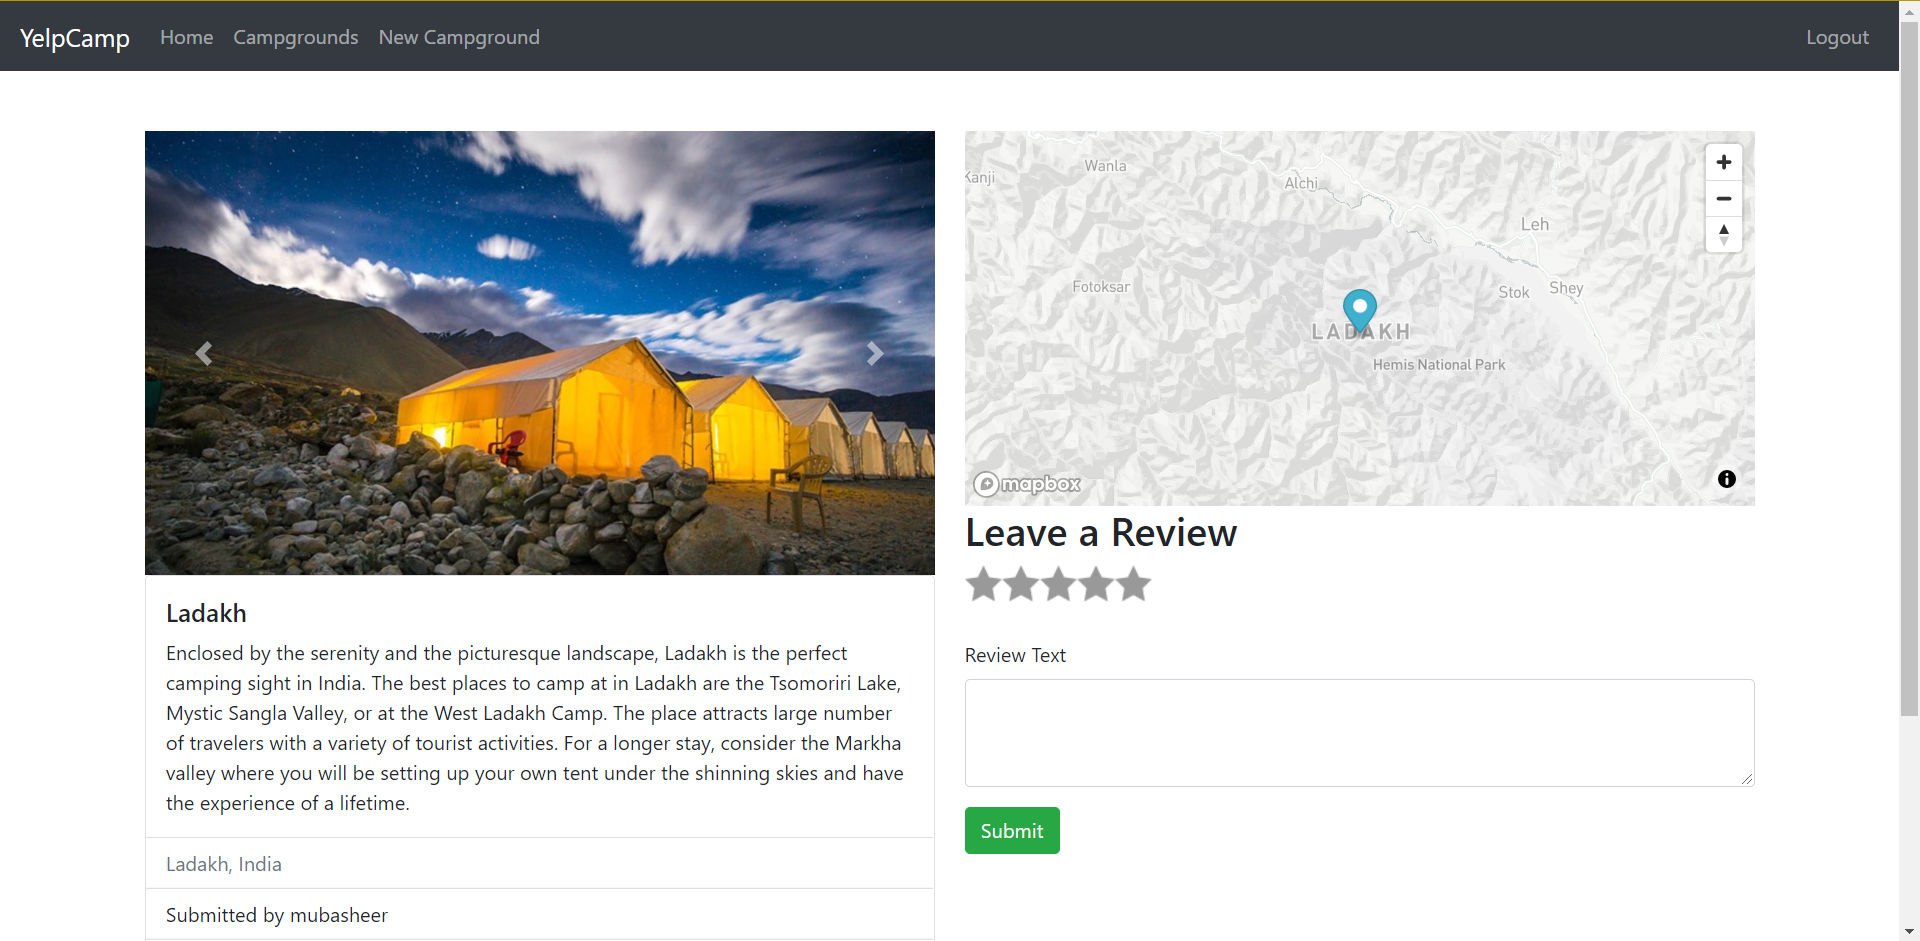 YelpCamp Home Campgrounds New Campground Logout
Wanla
Kanji
Alchi
Leh
Fotoksar
Stok
Shey
LADAKH
Hemis National Park
mapbox
Ladakh
Enclosed by the serenity and the picturesque landscape, Ladakh is the perfect
camping sight in India. The best places to camp at in Ladakh are the Tsomoriri Lake,
Mystic Sangla Valley, or at the West Ladakh Camp. The place attracts large number
of travelers with a variety of tourist activities. For a longer stay, consider the Markha
valley where you will be setting up your own tent under the shinning skies and have
the experience of a lifetime.
Ladakh, India
Submitted by mubasheer
Leave a Review
Review Text
Submit